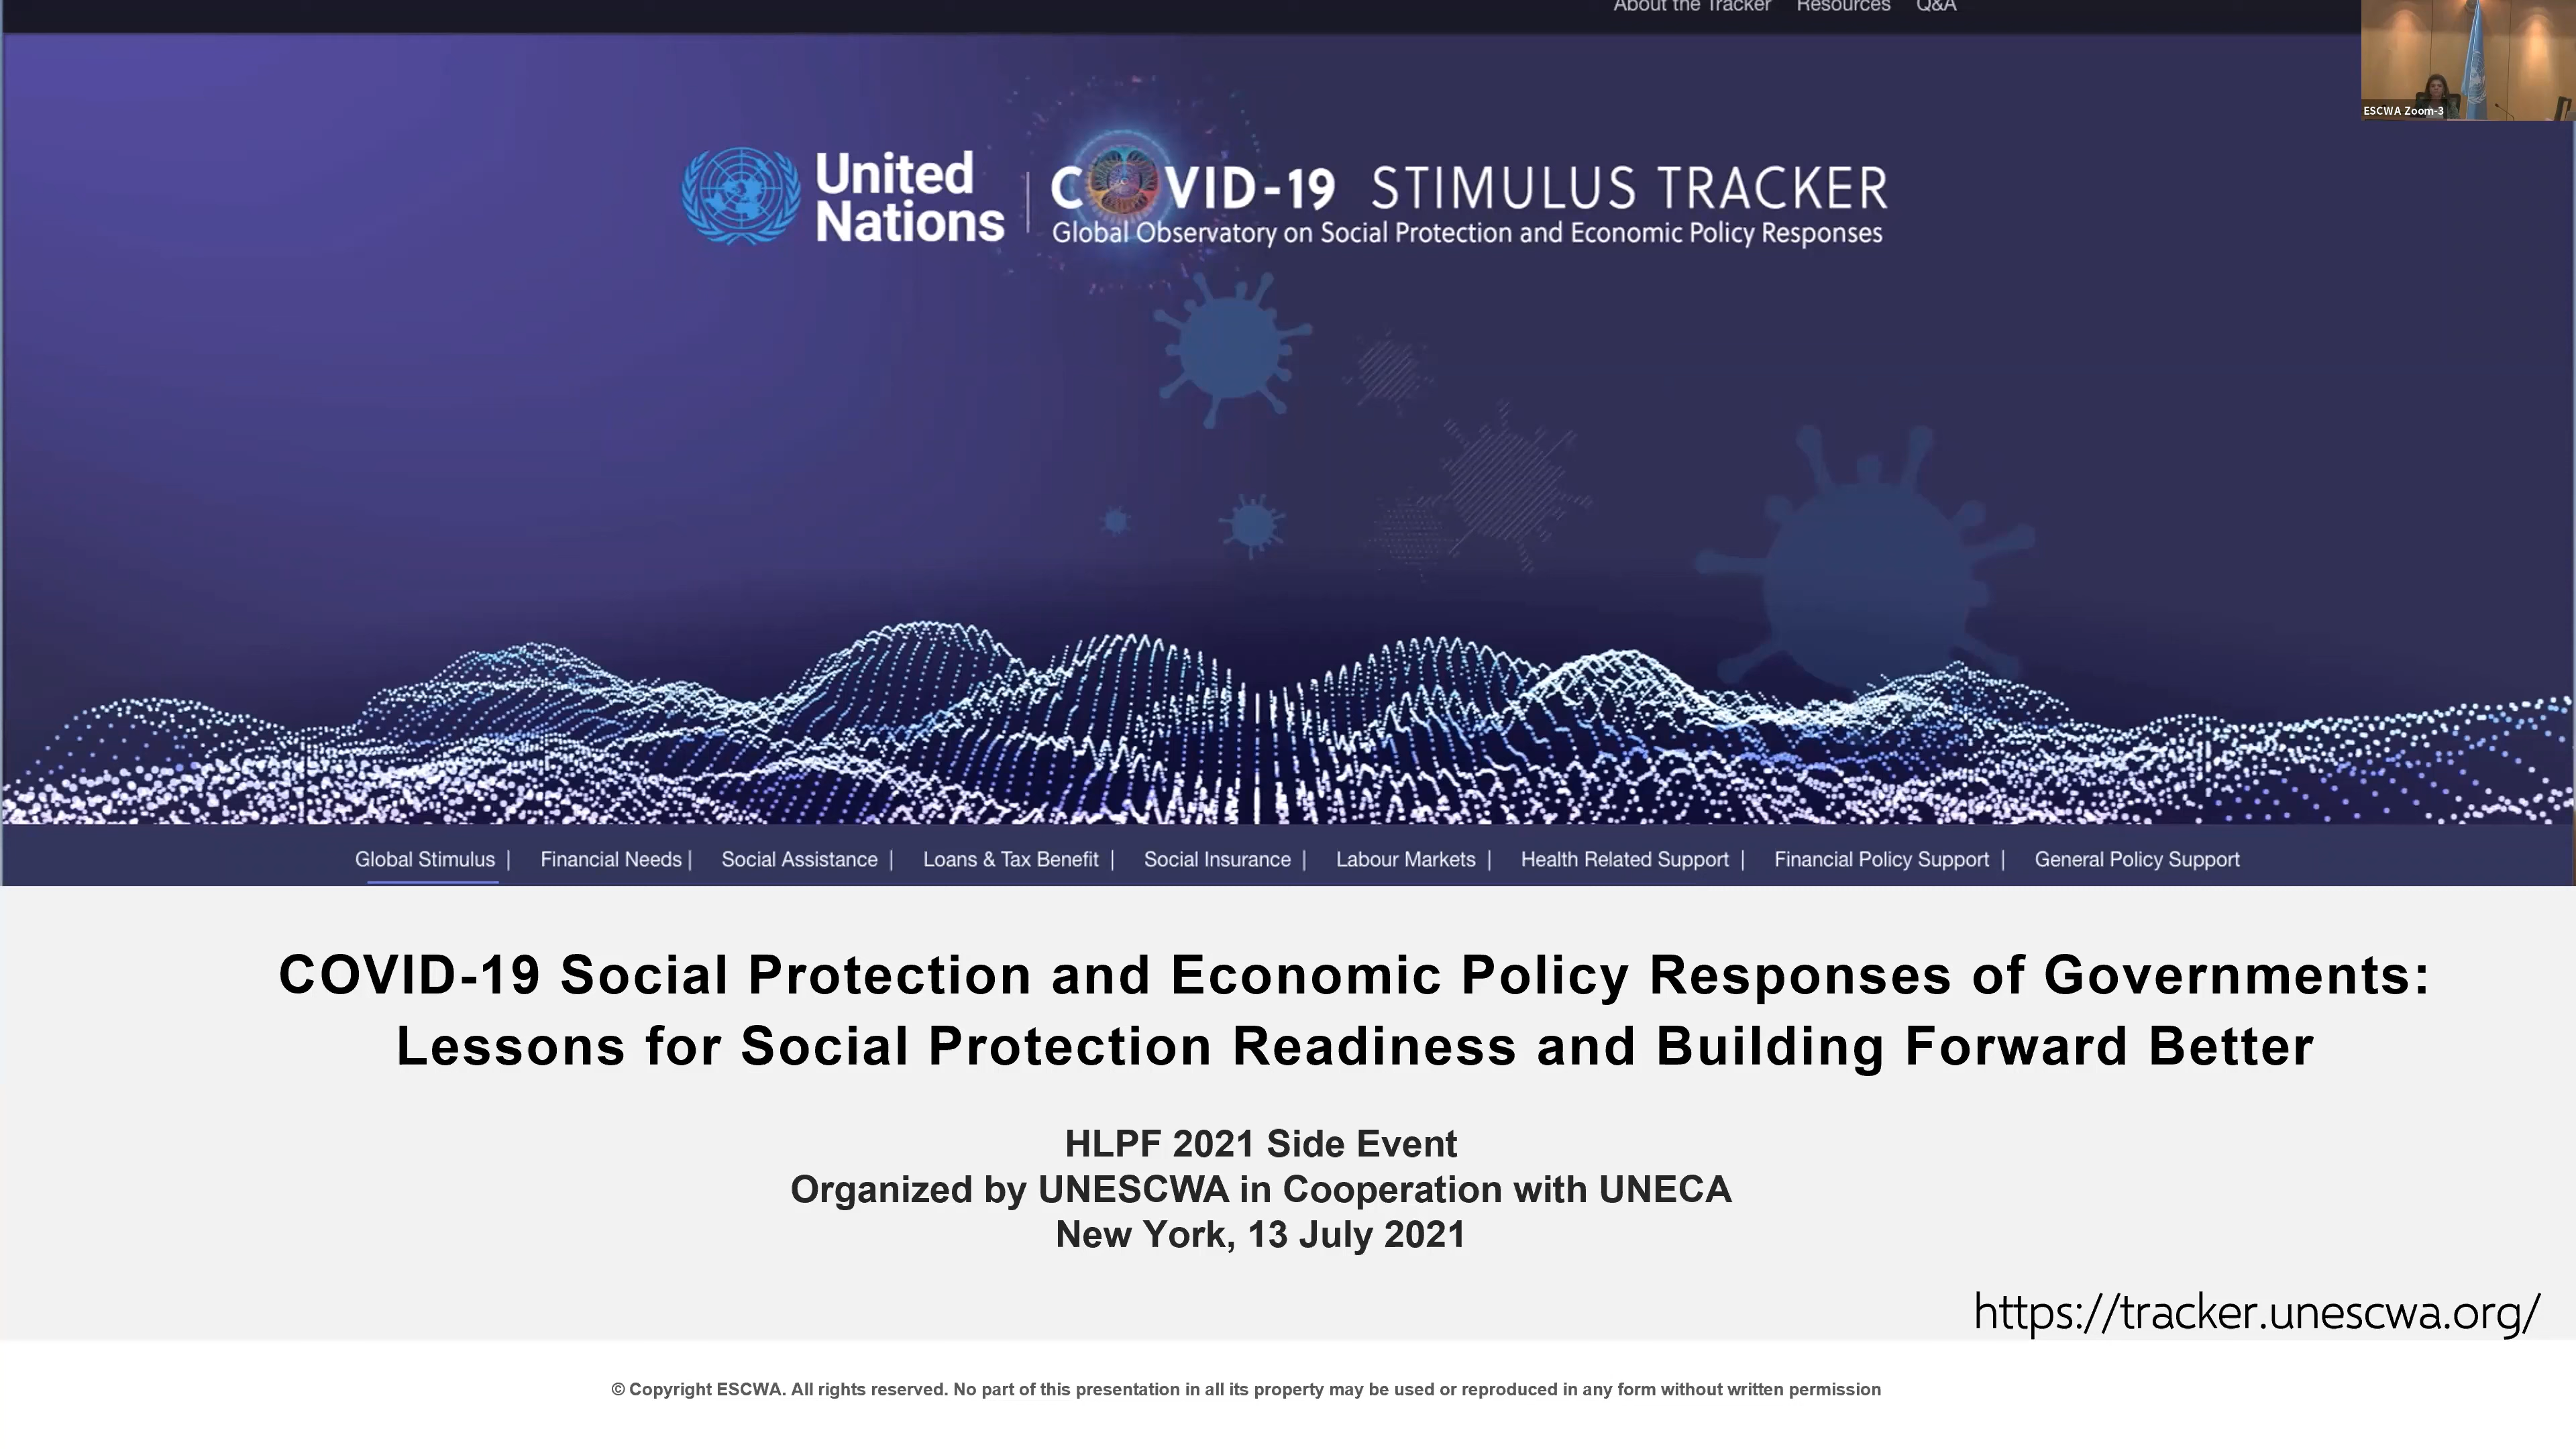 About the Tracker Resources Q&A
ESCWA Zoom-3
United
Nations
COVID-19 STIMULUS TRACKER
Global Observatory on Social Protection and Economic Policy Responses
Global Stimulus | Financial Needs | Social Assistance | Loans & Tax Benefit | Social Insurance | Labour Markets | Health Related Support | Financial Policy Support | General Policy Support
COVID-19 Social Protection and Economic Policy Responses of Governments:
Lessons for Social Protection Readiness and Building Forward Better
HLPF 2021 Side Event
Organized by UNESCWA in Cooperation with UNECA
New York, 13 July 2021
https://tracker.unescwa.org/
© Copyright ESCWA. All rights reserved. No part of this presentation in all its property may be used or reproduced in any form without written permission